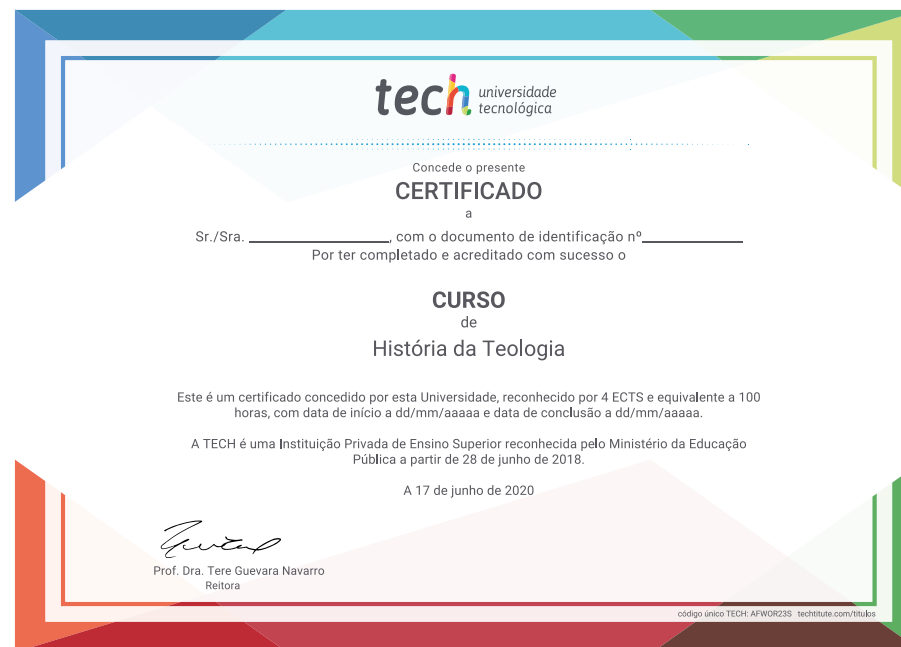 tech universidade
tecnológica
Concede o presente
CERTIFICADO
a
Sr./Sra. ____________________, com o documento de identificação nº______________
Por ter completado e acreditado com sucesso o
CURSO
de
História da Teologia
Este é um certificado concedido por esta Universidade, reconhecido por 4 ECTS e equivalente a 100
horas, com data de início a dd/mm/aaaaa e data de conclusão a dd/mm/aaaaa.
A TECH é uma Instituição Privada de Ensino Superior reconhecida pelo Ministério da Educação
Pública a partir de 28 de junho de 2018.
A 17 de junho de 2020
Prof. Dra. Tere Guevara Navarro
Reitora
código único TECH: AFWOR23S techtitute.com/titulos